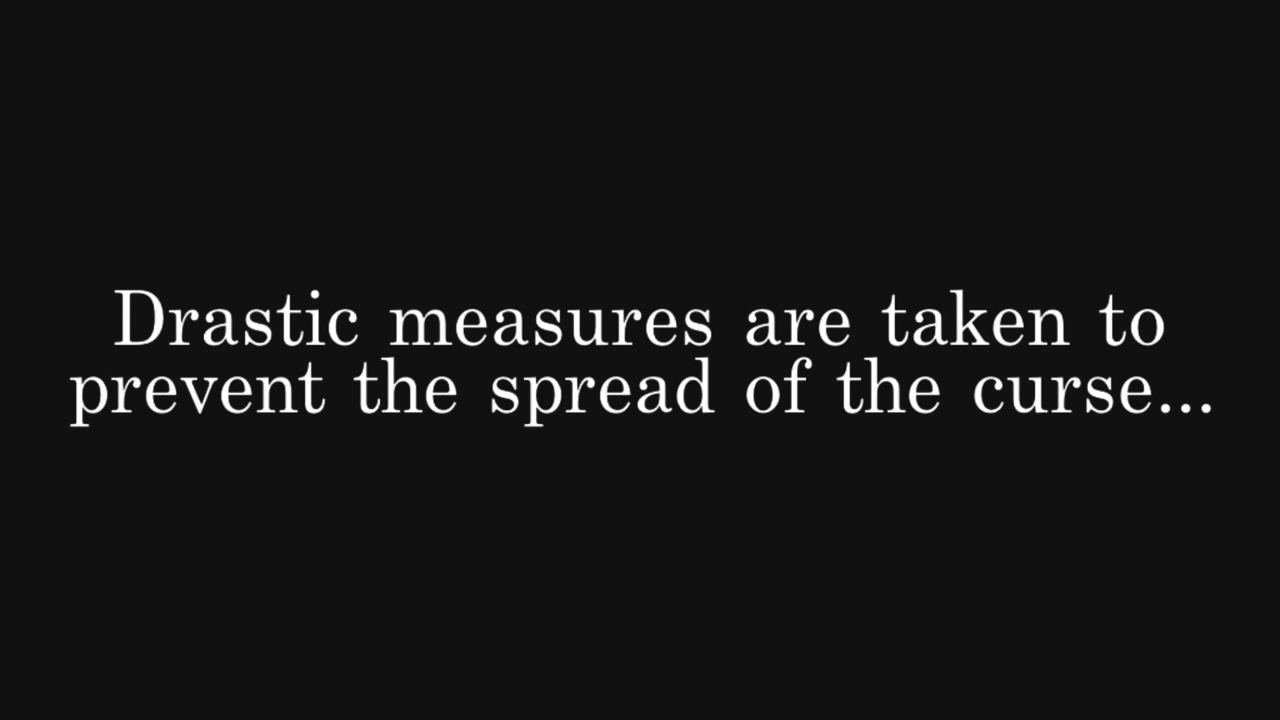 Drastic measures are taken to
prevent the spread of the curse...